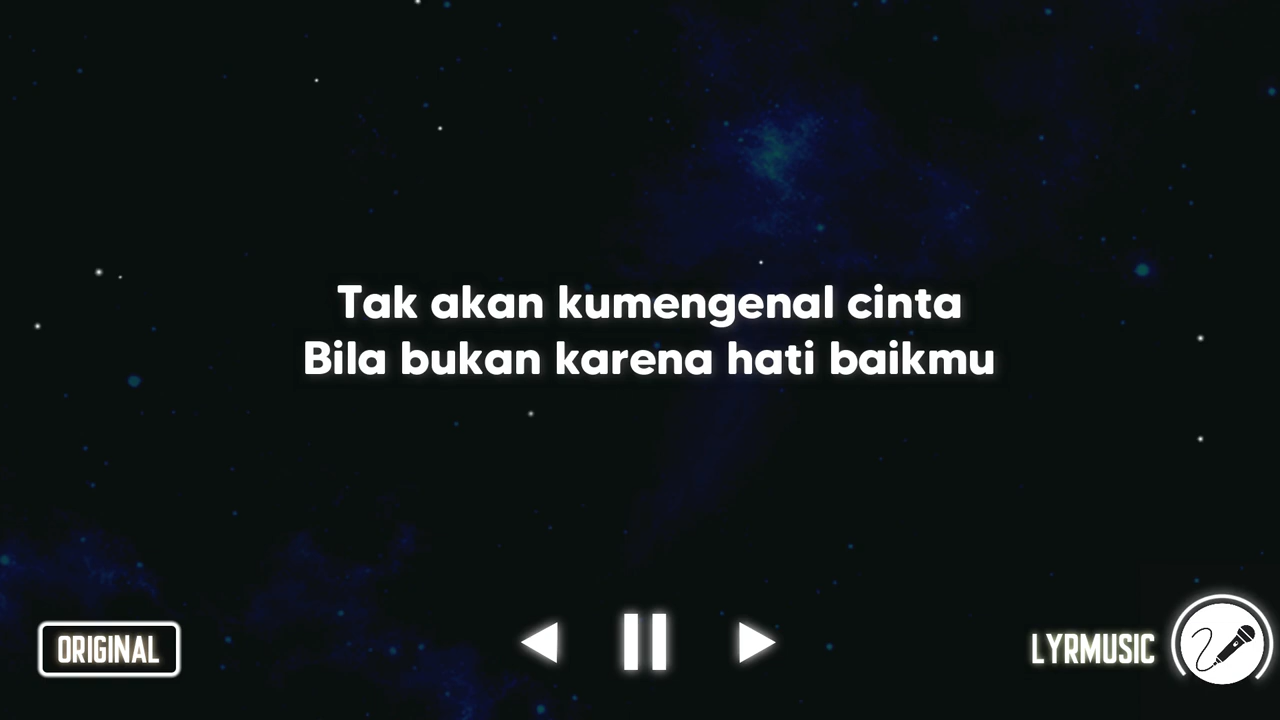 Tak akan kumengenal cinta
Bila bukan karena hati baikmu
ORIGINAL
LYRMUSIC